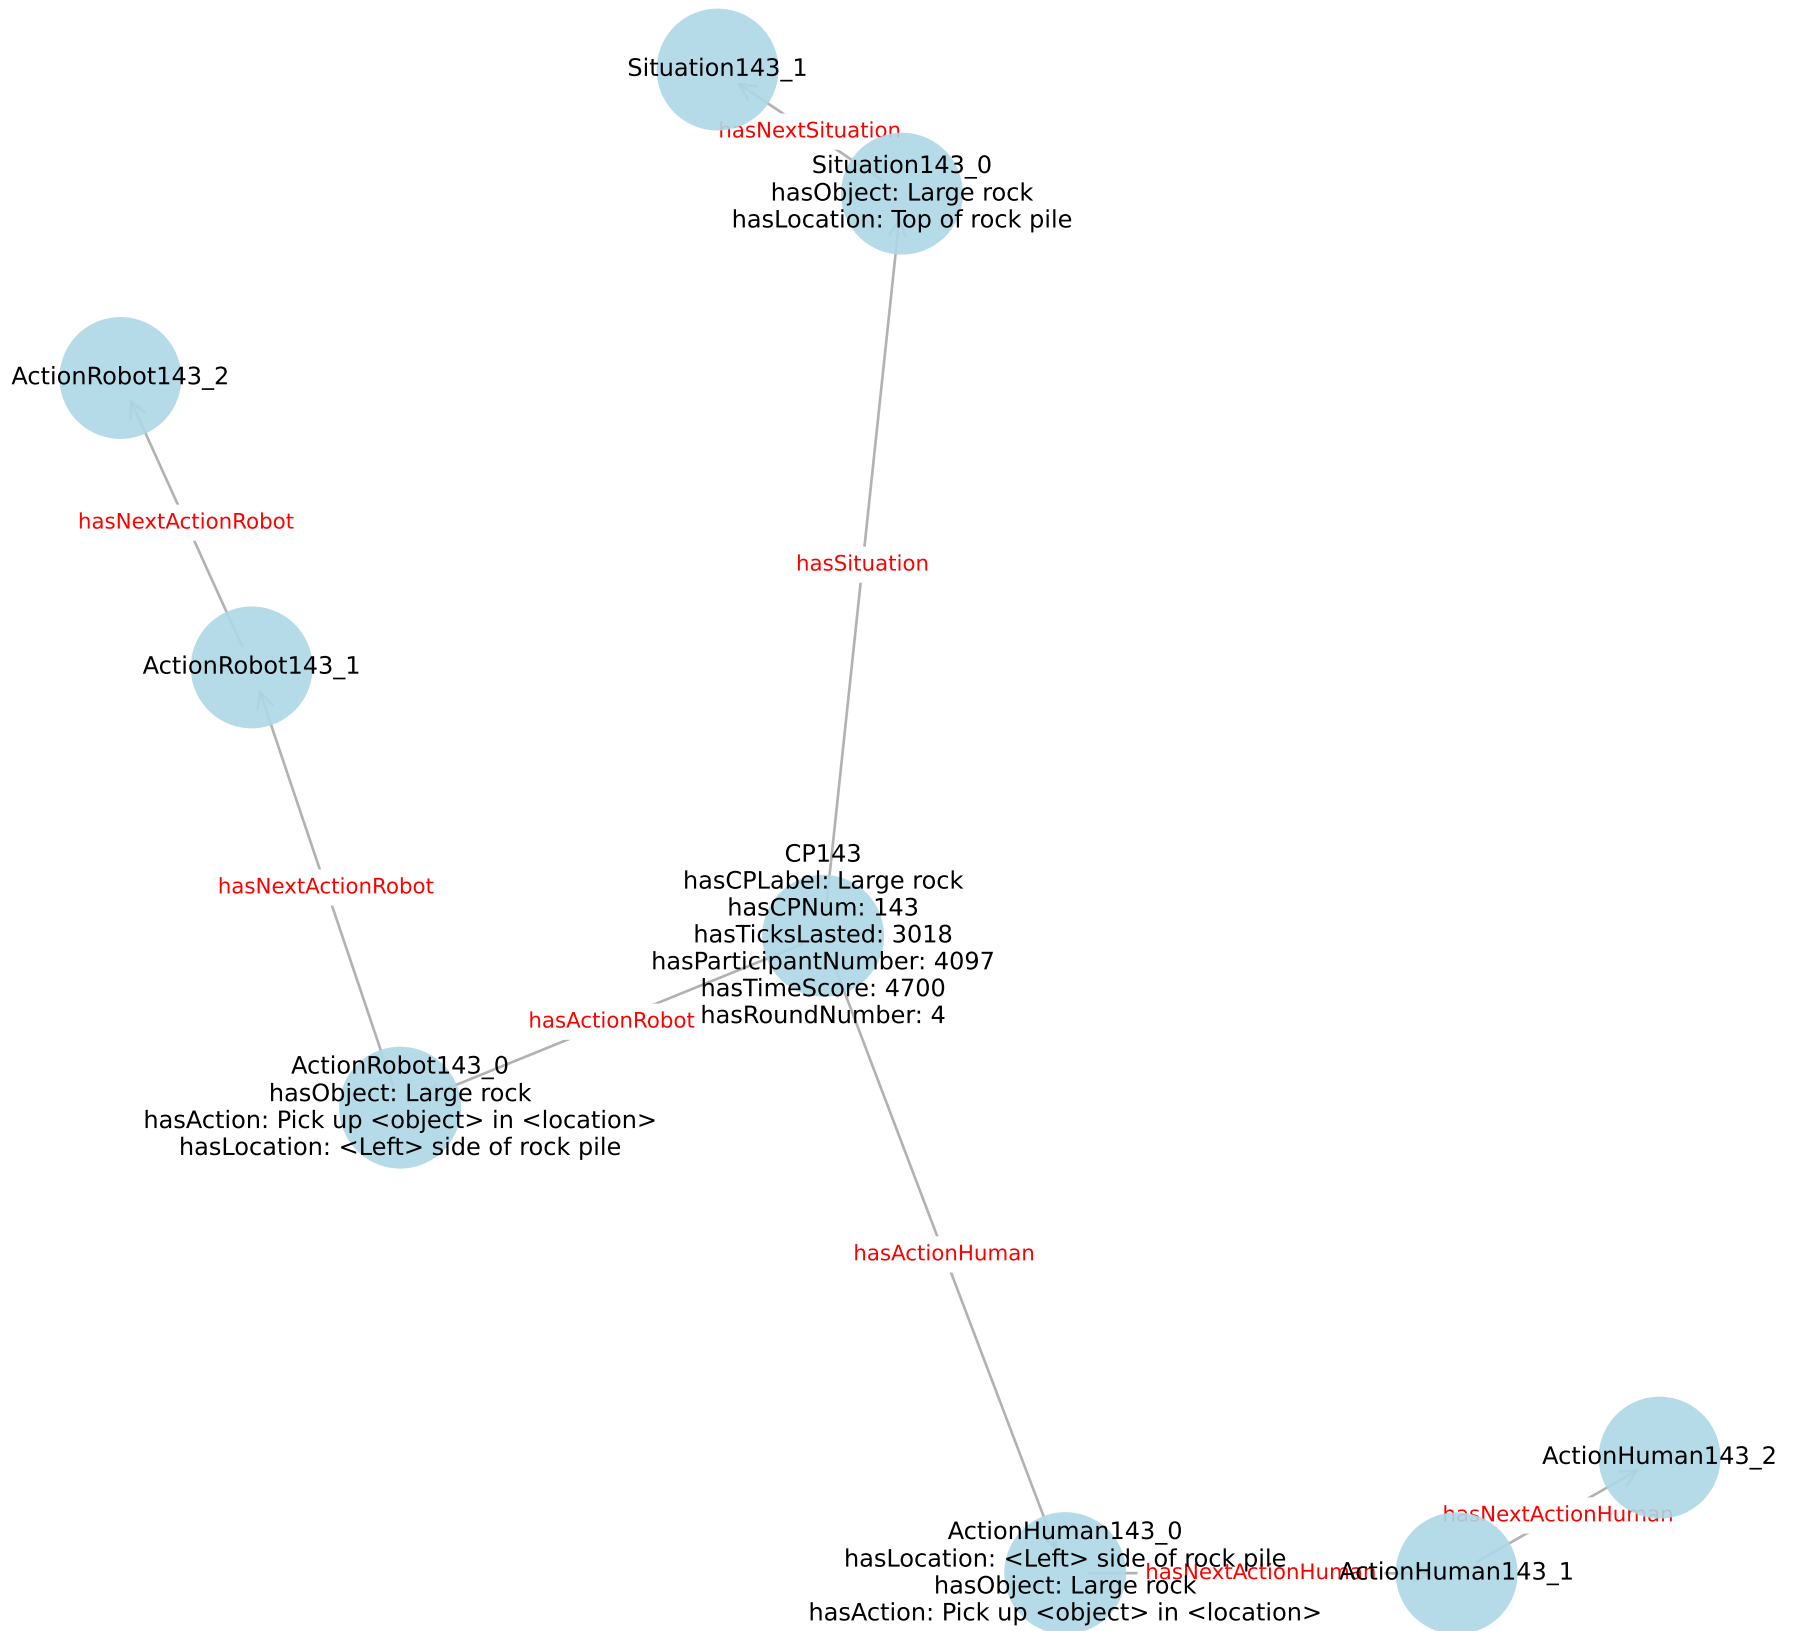 Situation143_1
hasNextSituation
Situation143_0
hasObject: Large rock
hasLocation: Top of rock pile
ActionRobot143_2
hasNextActionRobot
hasSituation
ActionRobot143_1
CP143
hasCPLabel: Large rock
hasCPNum: 143
hasTicksLasted: 3018
hasParticipantNumber: 4097
hasTimeScore: 4700
hasRoundNumber: 4
hasNextActionRobot
hasActionRobot
ActionRobot143_0
hasObject: Large rock
hasAction: Pick up <object> in <location>
hasLocation: <Left> side of rock pile
hasActionHuman
ActionHuman143_2
hasNextActionHuman
ActionHuman143_0
hasLocation: <Left> side of rock pile
hasObject: Large rock
hasAction: Pick up <object> in <location>
hasNextActionHuman
ActionHuman143_1